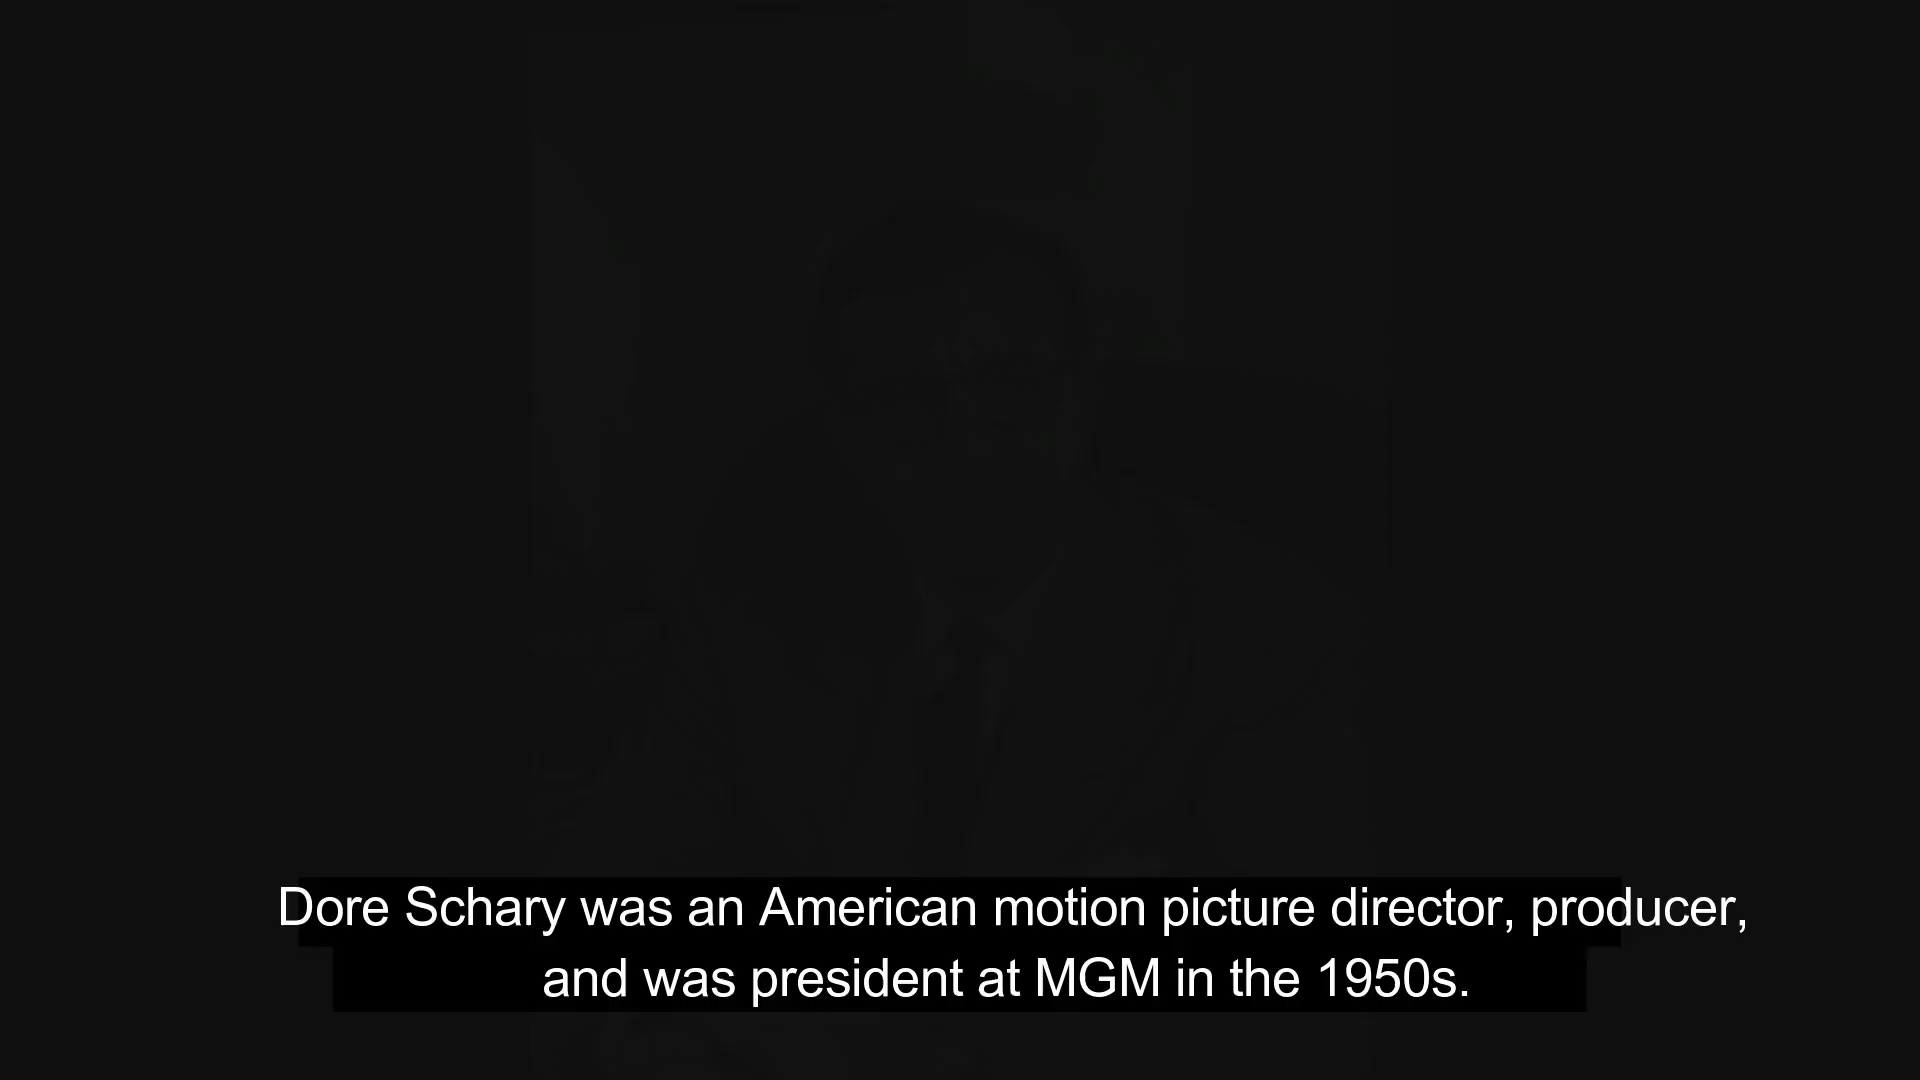 Dore Schary was an American motion picture director, producer,
and was president at MGM in the 1950s.